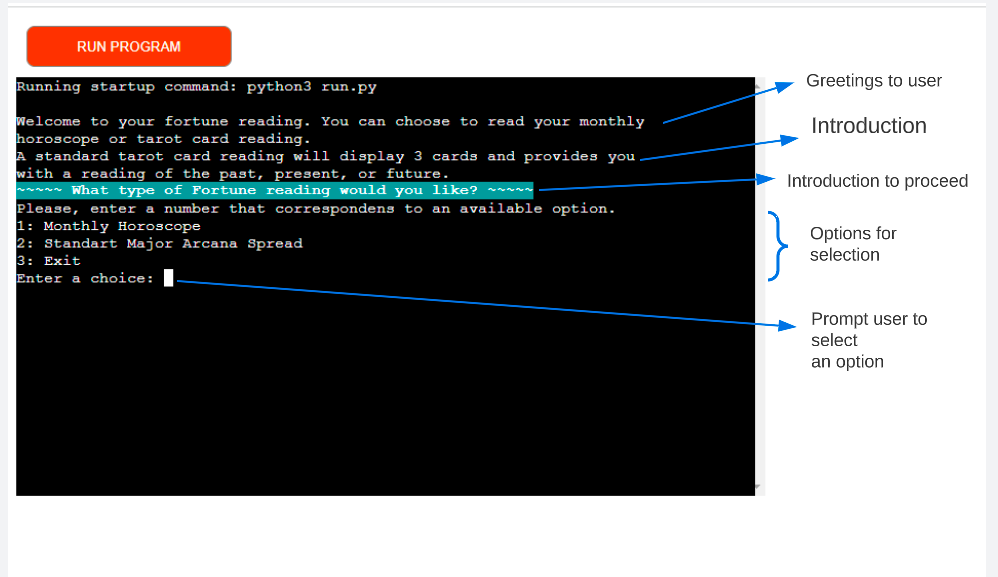 RUN PROGRAM
Running startup command: python3 run.py
Welcome to your fortune reading. You can choose to read your monthly
horoscope or tarot card reading.
A standard tarot card reading will display 3 cards and provides you
with a reading of the past, present, or future.
~~~~~ What type of Fortune reading would you like? ~~~~~
Please, enter a number that correspondens to an available option.
1: Monthly Horoscope
2: Standart Major Arcana Spread
3: Exit
Enter a choice:
Greetings to user
Introduction
Introduction to proceed
Options for
selection
Prompt user to
select
an option